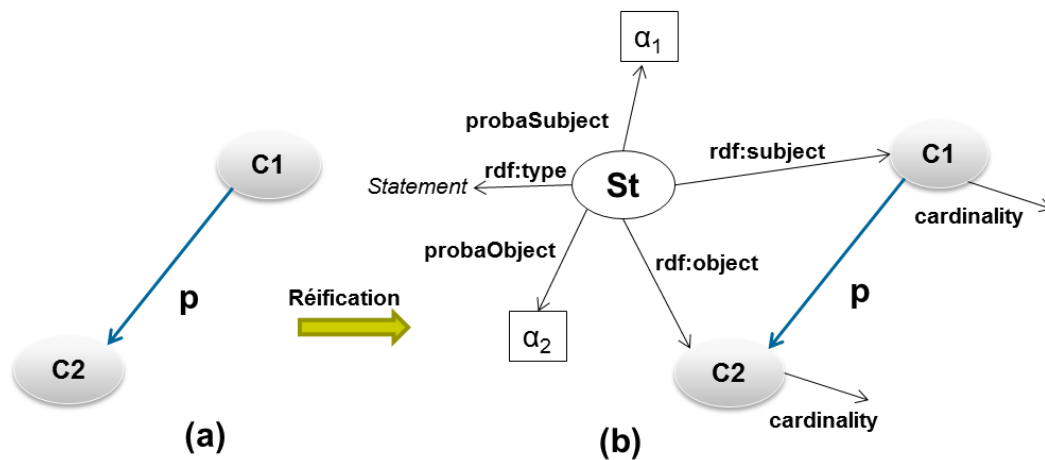 C1
p
C2
(a)
Réification
α1
probaSubject
rdf:subject
C1
rdf:type
Statement
St
cardinality
probaObject
rdf:object
p
α2
C2
cardinality
(b)